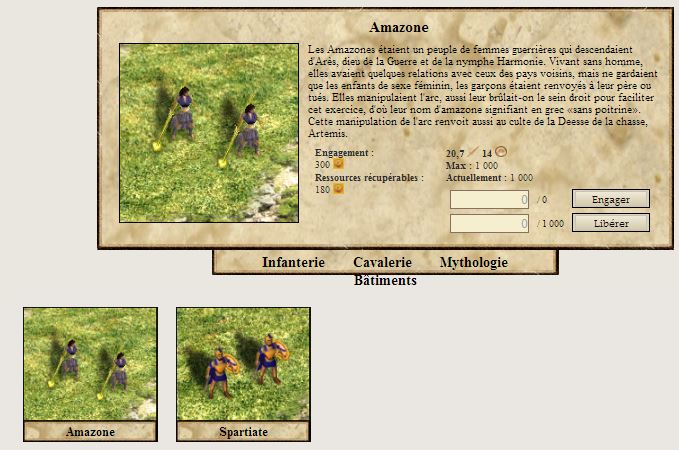 Amazone
Les Amazones étaient un peuple de femmes guerrières qui descendaient
d'Arès, dieu de la Guerre et de la nymphe Harmonie. Vivant sans homme,
elles avaient quelques relations avec ceux des pays voisins, mais ne gardaient
que les enfants de sexe féminin, les garçons étaient renvoyés à leur père ou
tués. Elles manipulaient l'arc, aussi leur brûlait-on le sein droit pour faciliter
cet exercice, d'où leur nom d'amazone signifiant en grec «sans poitrine».
Cette manipulation de l'arc renvoit aussi au culte de la Deesse de la chasse,
Artémis.
Engagement :
300
Ressources récupérables :
180
20,7 14
Max : 1 000
Actuellement : 1 000
0 / 0 Engager
0 / 1 000 Libérer
Infanterie Cavalerie Mythologie
Bâtiments
Amazone Spartiate